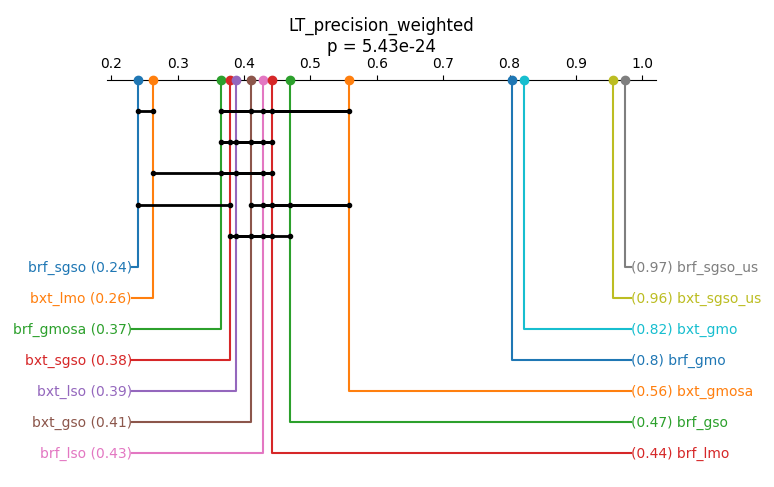 LT_precision_weighted
p = 5.43e-24
0.2 0.3 0.4 0.5 0.6 0.7 0.8 0.9 1.0
brf_sgso (0.24) (0.97) brf_sgso_us
bxt_lmo (0.26) (0.96) bxt_sgso_us
brf_gmosa (0.37) (0.82) bxt_gmo
bxt_sgso (0.38) (0.8) brf_gmo
bxt_lso (0.39) (0.56) bxt_gmosa
bxt_gso (0.41) (0.47) brf_gso
brf_lso (0.43) (0.44) brf_lmo